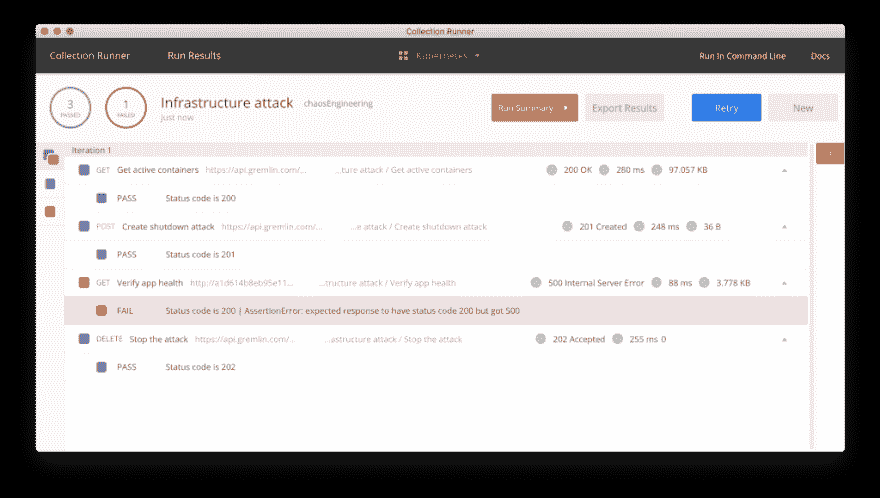 Collection Runner
Collection Runner Run Results Kubernetes Run In Command Line Docs
3 PASSED 1 FAILED Infrastructure attack chaosEngineering Run Summary Export Results Retry New
Just now
Iteration 1
GET Get active containers https://api.gremlin.com/... ...ture attack / Get active containers 200 OK 280 ms 97.057 KB
PASS Status code is 200
POST Create shutdown attack https://api.gremlin.com/... ...e attack / Create shutdown attack 201 Created 248 ms 36 B
PASS Status code is 201
GET Verify app health http://a1d614b8eb95e11... ...structure attack / Verify app health 500 Internal Server Error 88 ms 3.778 KB
FAIL Status code is 200 | AssertionError: expected response to have status code 200 but got 500
DELETE Stop the attack https://api.gremlin.com/... ...astructure attack / Stop the attack 202 Accepted 255 ms 0
PASS Status code is 202
1